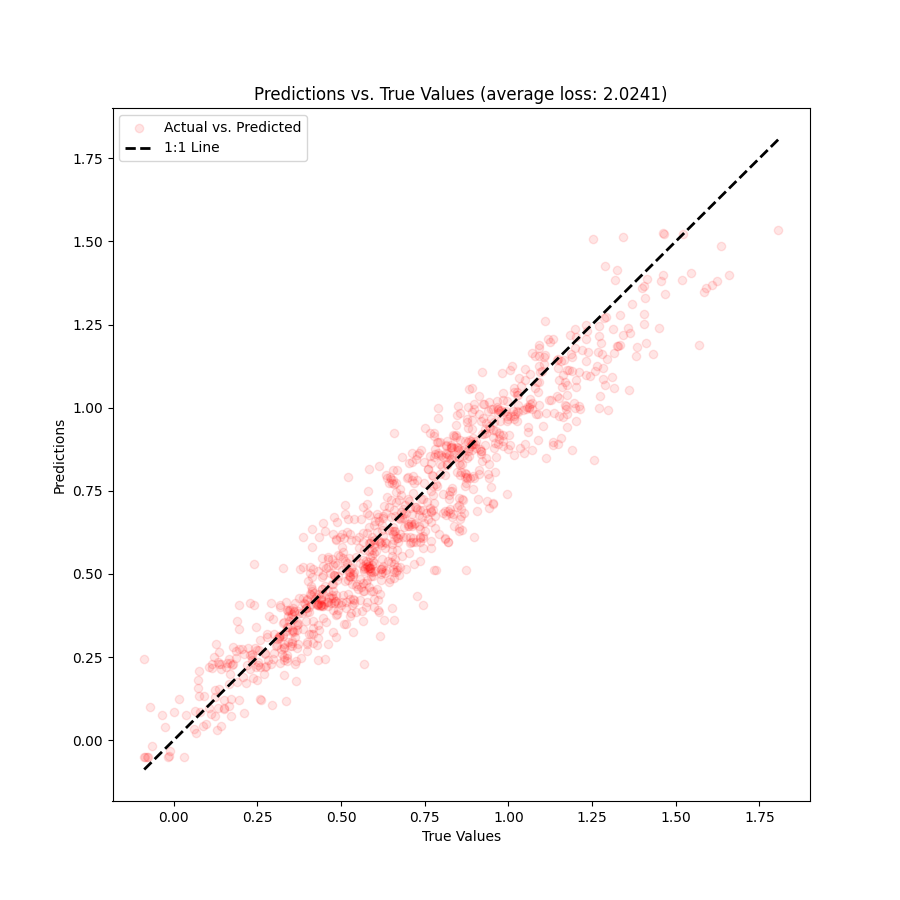 Predictions vs. True Values (average loss: 2.0241)
Actual vs. Predicted
1:1 Line
Predictions
1.75
1.50
1.25
1.00
0.75
0.50
0.25
0.00
0.00 0.25 0.50 0.75 1.00 1.25 1.50 1.75
True Values